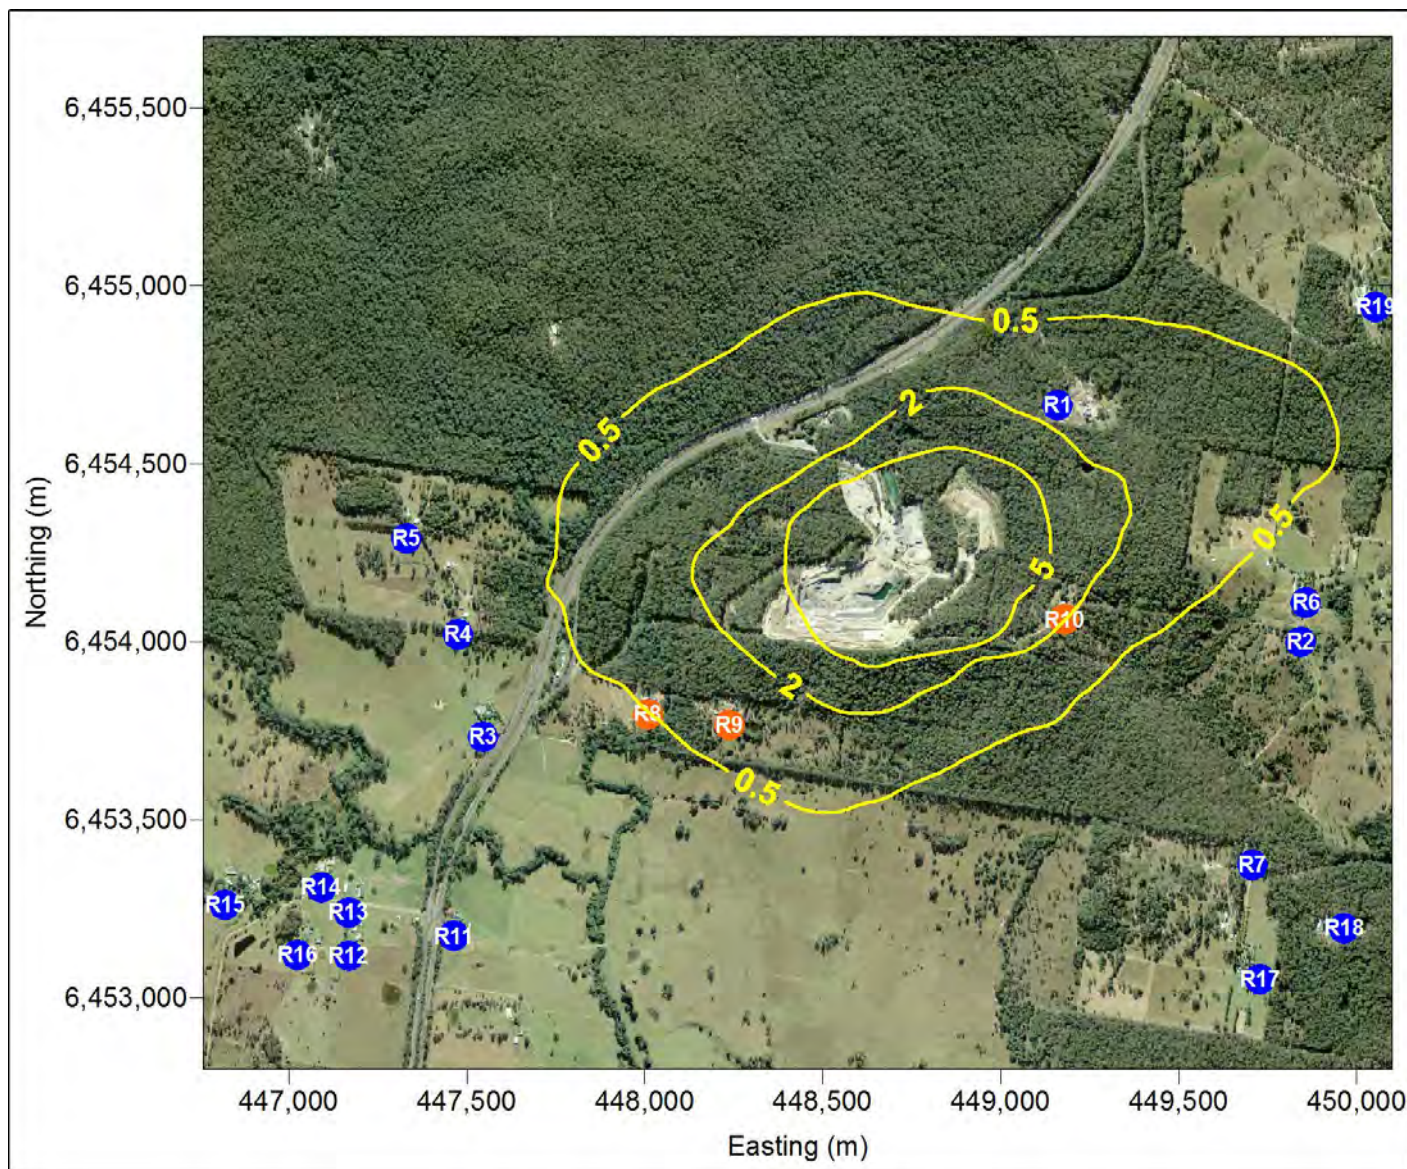 6,455,500
6,455,000
6,454,500
6,454,000
6,453,500
6,453,000
Northing (m)
447,000
447,500
448,000
448,500
449,000
449,500
450,000
Easting (m)
R19
0.5
R1
2
0.5
0.5
R5
5
R6
R10
R4
R2
2
R8
R9
R3
0.5
R7
R14
R15
R13
R18
R11
R16
R12
R17